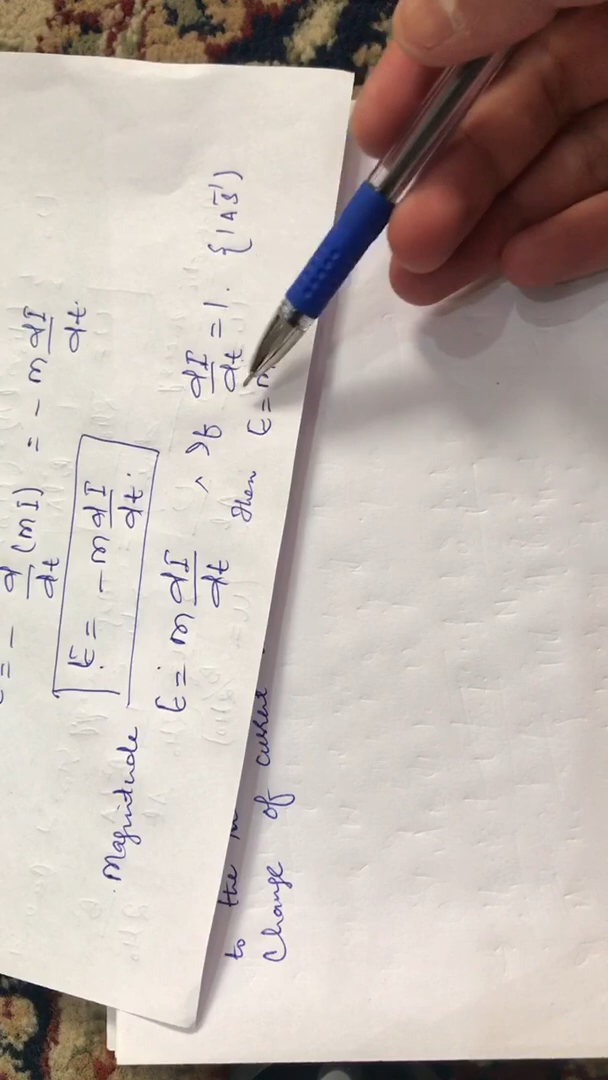 = - d/dt (MI) = - M dI/dt.
E = - M dI/dt.
Magnitude
E = M dI/dt , If dI/dt = 1. {1AS⁻¹}
then E = M
to the
Change of current